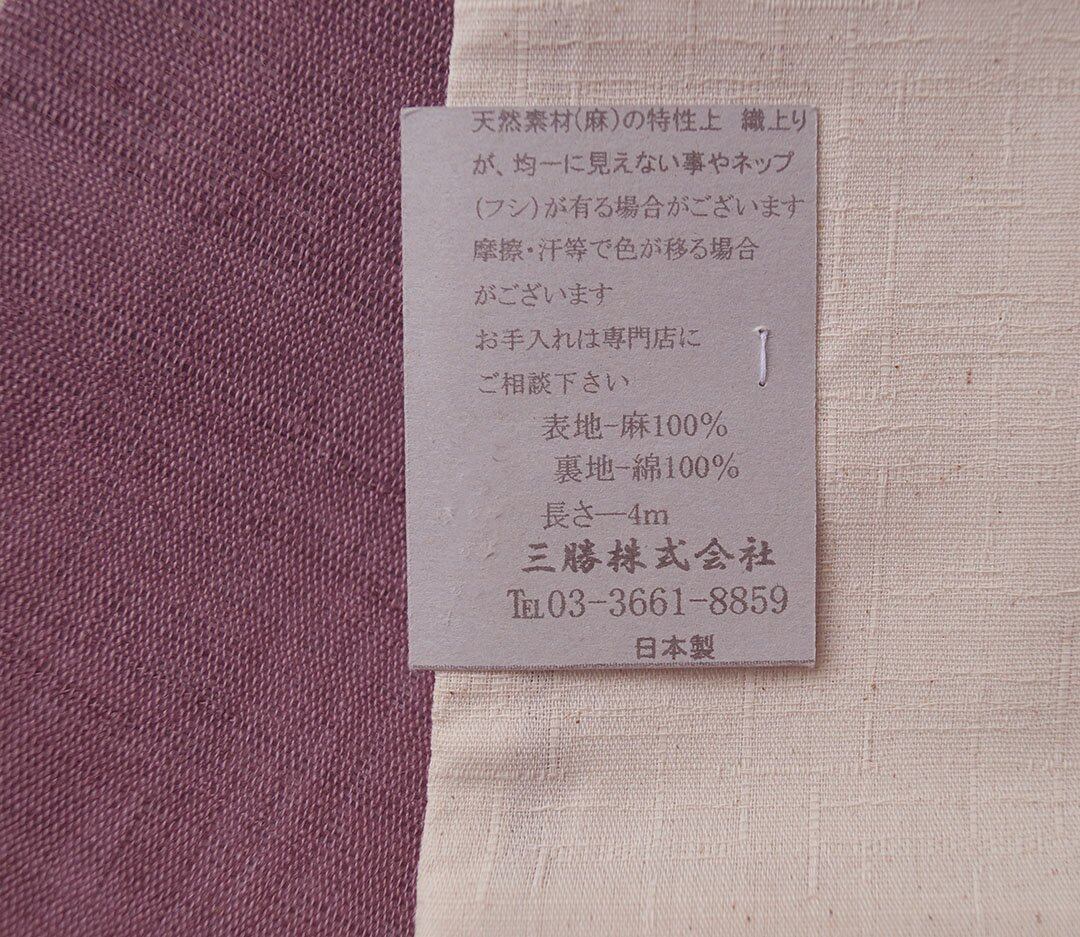 天然素材(麻)の特性上　織上り
が、均一に見えない事やネップ
(フシ)が有る場合がございます
摩擦・汗等で色が移る場合
がございます
お手入れは専門店に
ご相談下さい
表地-麻100%
裏地-綿100%
長さ―4m
三勝株式会社
℡03-3661-8859
日本製